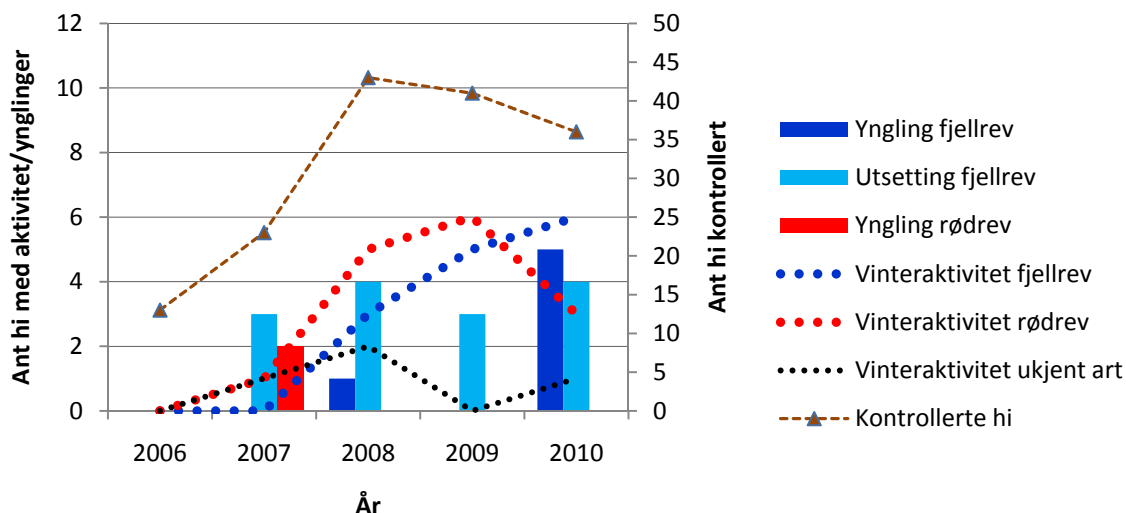 Ant hi med aktivitet/ynglinger
12
10
8
6
4
2
0
50
45
40
35
30
25
20
15
10
5
0
Ant hi kontrollert
2006 2007 2008 2009 2010
År
Yngling fjellrev
Utsetting fjellrev
Yngling rødrev
Vinteraktivitet fjellrev
Vinteraktivitet rødrev
Vinteraktivitet ukjent art
Kontrollerte hi